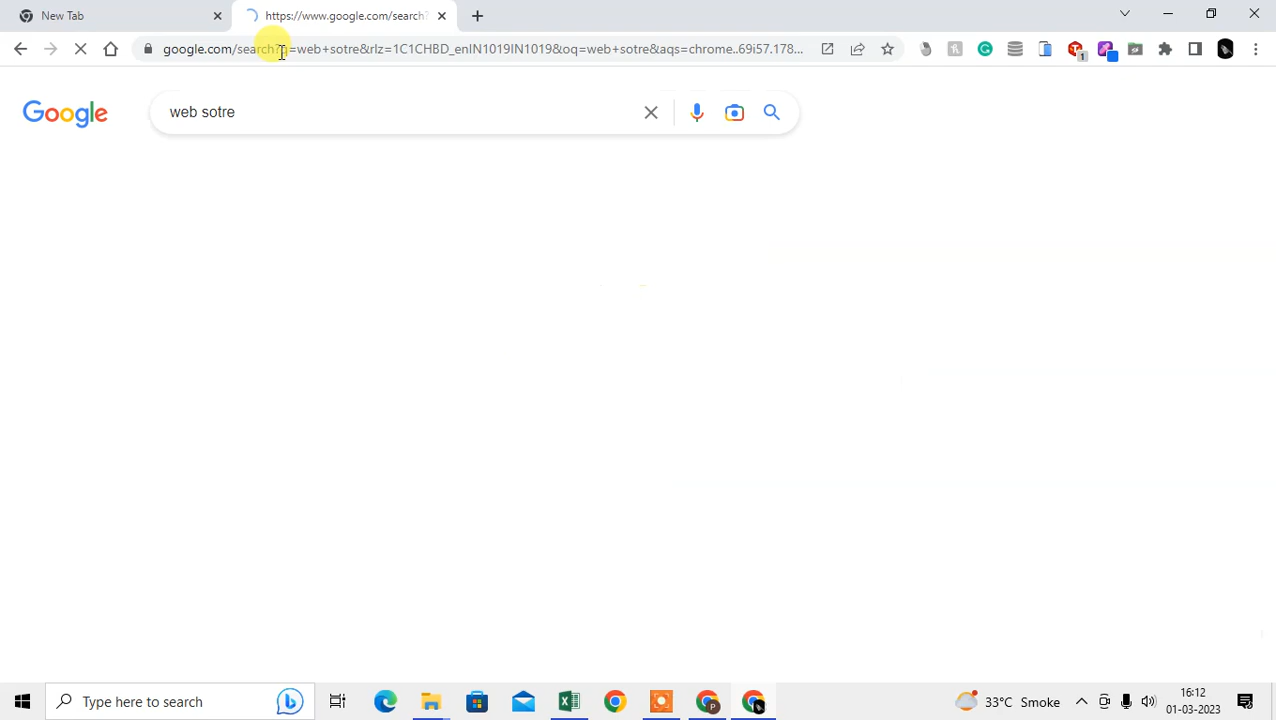 New Tab
https://www.google.com/search?
google.com/search?q=web+sotre&rlz=1C1CHBD_enIN1019IN1019&oq=web+sotre&aqs=chrome..69i57.178...
1
Google
web sotre
Type here to search
P
33°C Smoke
16:12
01-03-2023